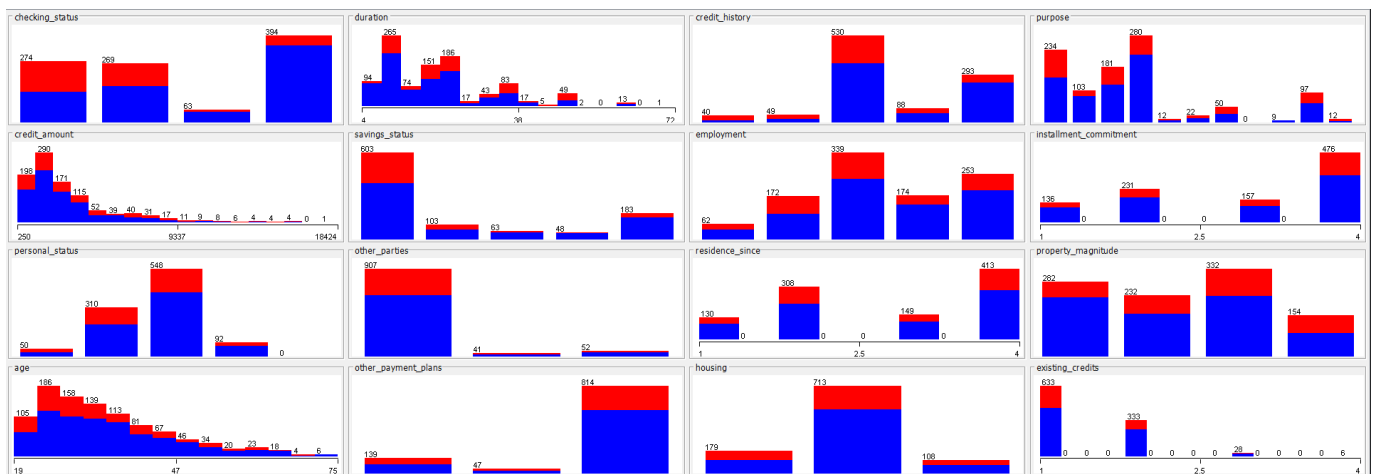 checking_status
274 269 63 394
duration
94 265 74 151 186 17 43 83 17 5 49 2 0 13 0 1
4 38 72
credit_history
40 49 530 88 293
purpose
234 103 181 280 12 22 50 0 9 97 12
credit_amount
198 290 171 115 52 39 40 31 17 11 9 8 6 4 4 4 0 1
250 9337 18424
savings_status
603 103 63 48 183
employment
62 172 339 174 253
installment_commitment
136 0 231 0 0 157 0 476
1 2.5 4
personal_status
50 310 548 92 0
other_parties
907 41 52
residence_since
130 0 308 0 0 149 0 413
1 2.5 4
property_magnitude
282 232 332 154
age
105 186 158 139 113 81 67 46 34 20 23 18 4 6
19 47 75
other_payment_plans
139 47 814
housing
179 713 108
existing_credits
633 0 0 0 333 0 0 0 28 0 0 0 0 6
1 2.5 4